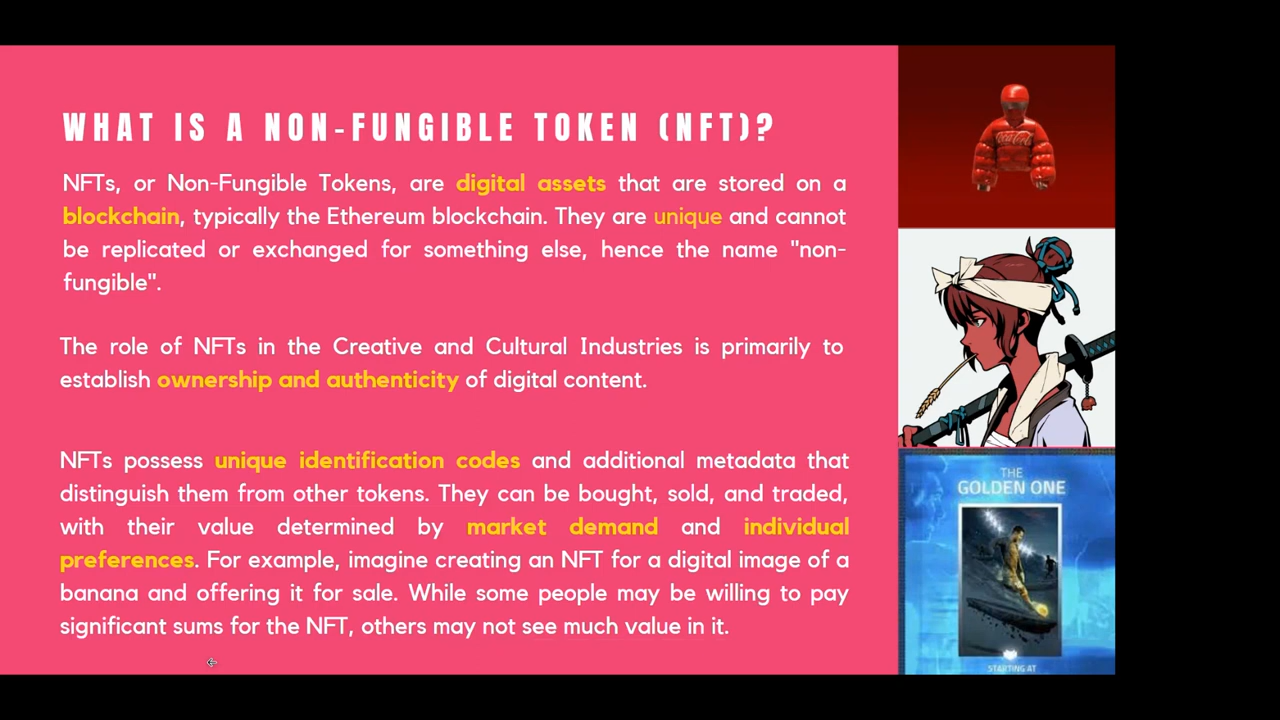 WHAT IS A NON-FUNGIBLE TOKEN (NFT)?
NFTs, or Non-Fungible Tokens, are digital assets that are stored on a
blockchain, typically the Ethereum blockchain. They are unique and cannot
be replicated or exchanged for something else, hence the name "non-
fungible".
The role of NFTs in the Creative and Cultural Industries is primarily to
establish ownership and authenticity of digital content.
NFTs possess unique identification codes and additional metadata that
distinguish them from other tokens. They can be bought, sold, and traded,
with their value determined by market demand and individual
preferences. For example, imagine creating an NFT for a digital image of a
banana and offering it for sale. While some people may be willing to pay
significant sums for the NFT, others may not see much value in it.
Coca-Cola
THE
GOLDEN ONE
STARTING AT